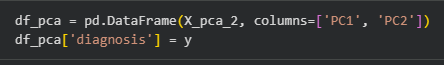 df_pca = pd.DataFrame(X_pca_2, columns=['PC1', 'PC2'])
df_pca['diagnosis'] = y